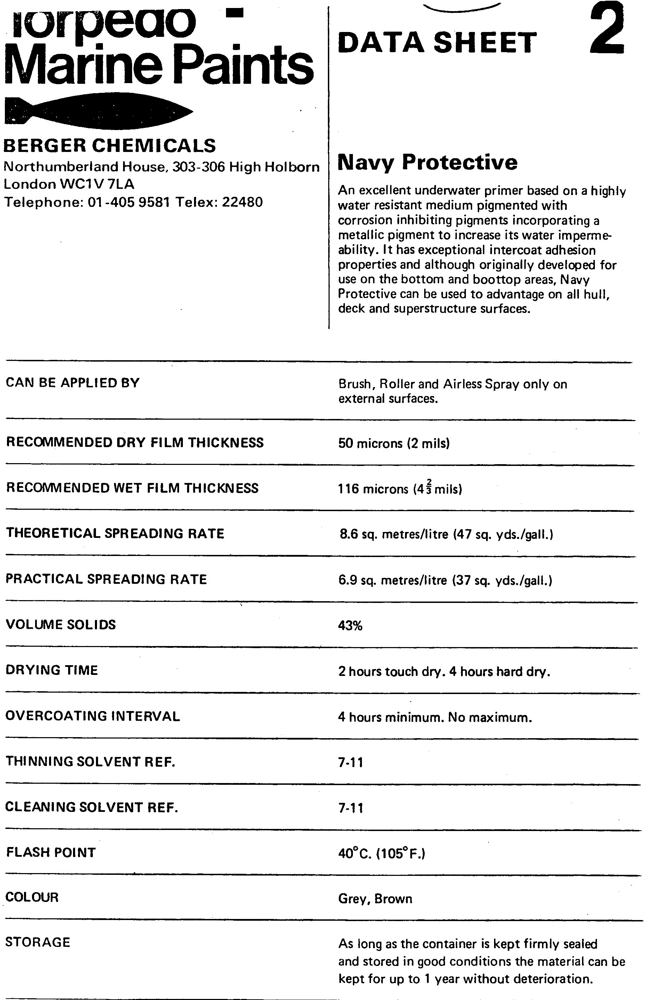 Torpedo
Marine Paints
BERGER CHEMICALS
Northumberland House, 303-306 High Holborn
London WC1V 7LA
Telephone: 01-405 9581 Telex: 22480
DATA SHEET 2
Navy Protective
An excellent underwater primer based on a highly
water resistant medium pigmented with
corrosion inhibiting pigments incorporating a
metallic pigment to increase its water imperme-
ability. It has exceptional intercoat adhesion
properties and although originally developed for
use on the bottom and boottop areas, Navy
Protective can be used to advantage on all hull,
deck and superstructure surfaces.
CAN BE APPLIED BY Brush, Roller and Airless Spray only on
external surfaces.
RECOMMENDED DRY FILM THICKNESS 50 microns (2 mils)
RECOMMENDED WET FILM THICKNESS 116 microns (4⅔ mils)
THEORETICAL SPREADING RATE 8.6 sq. metres/litre (47 sq. yds./gall.)
PRACTICAL SPREADING RATE 6.9 sq. metres/litre (37 sq. yds./gall.)
VOLUME SOLIDS 43%
DRYING TIME 2 hours touch dry. 4 hours hard dry.
OVERCOATING INTERVAL 4 hours minimum. No maximum.
THINNING SOLVENT REF. 7-11
CLEANING SOLVENT REF. 7-11
FLASH POINT 40°C. (105°F.)
COLOUR Grey, Brown
STORAGE As long as the container is kept firmly sealed
and stored in good conditions the material can be
kept for up to 1 year without deterioration.